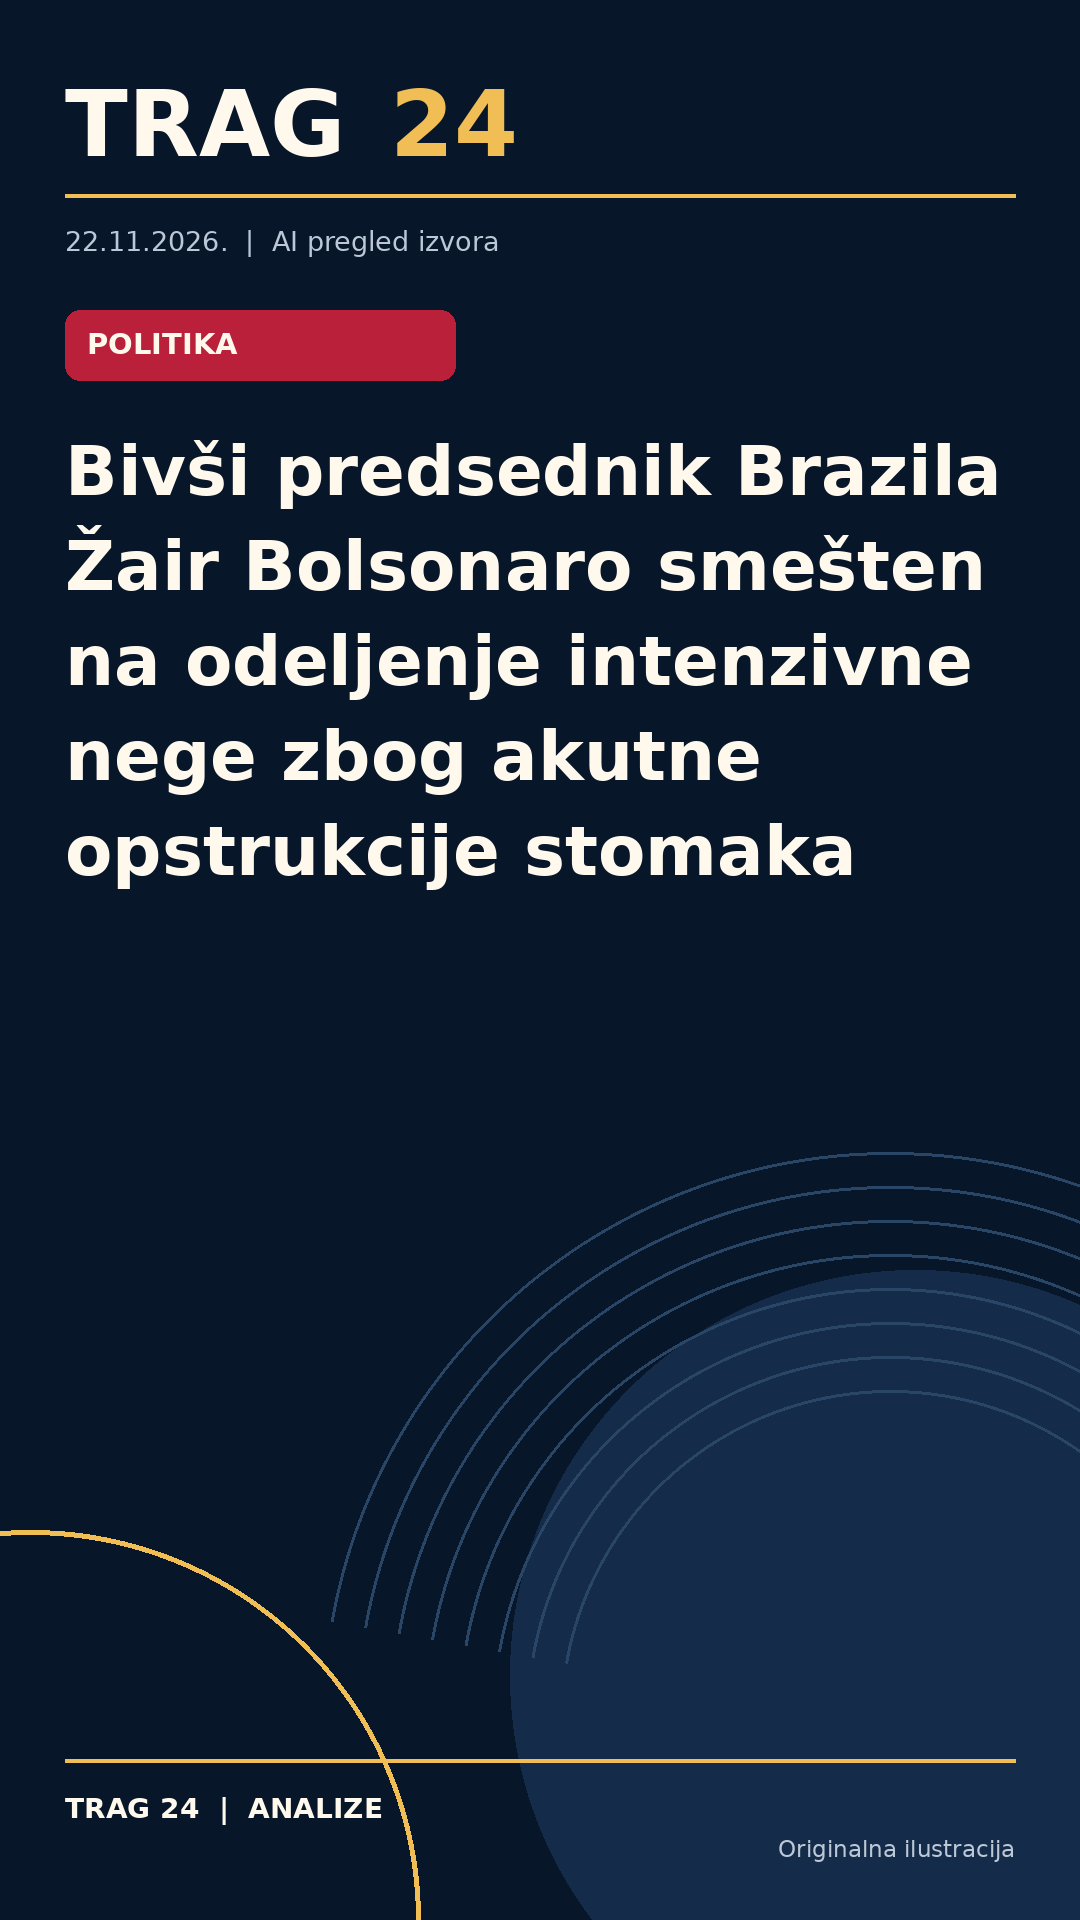 TRAG 24
22.11.2026. | AI pregled izvora
POLITIKA
Bivši predsednik Brazila
Žair Bolsonaro smešten
na odeljenje intenzivne
nege zbog akutne
opstrukcije stomaka
TRAG 24 | ANALIZE
Originalna ilustracija